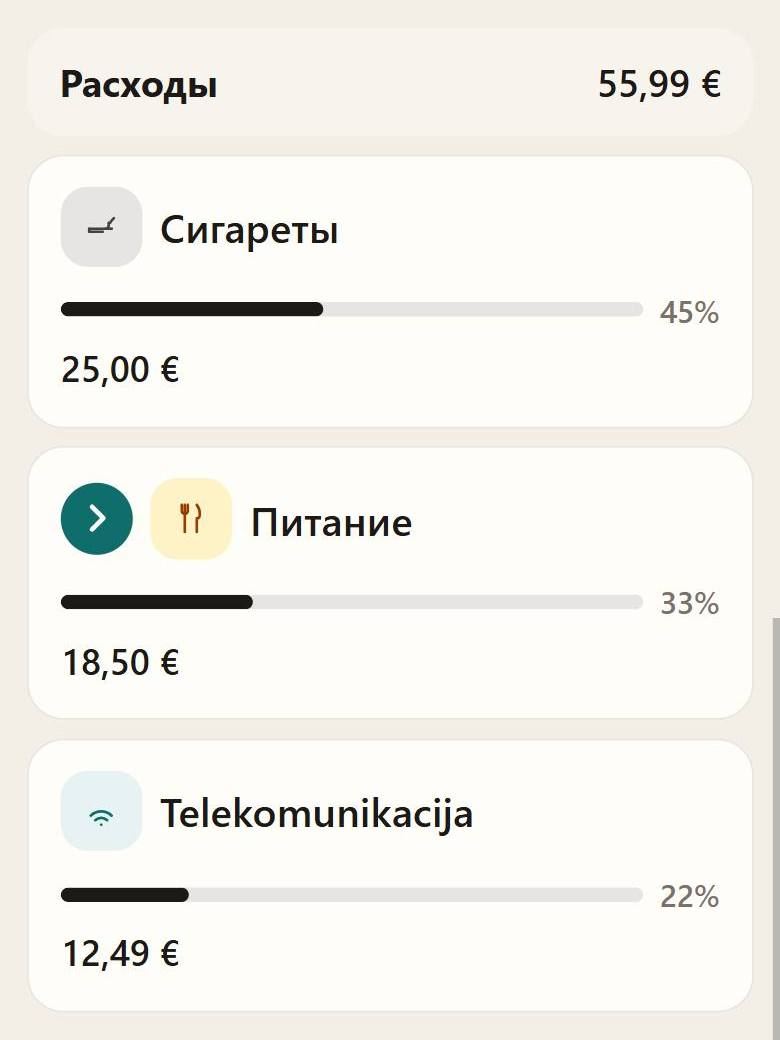 Расходы 55,99 €
Сигареты
45%
25,00 €
Питание
33%
18,50 €
Telekomunikacija
22%
12,49 €